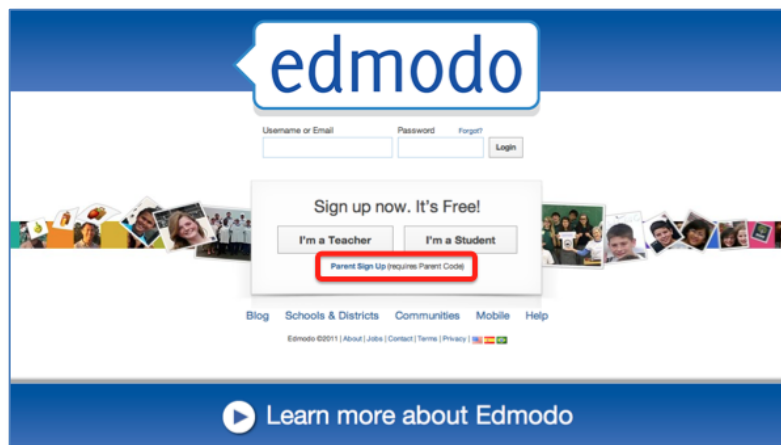 edmodo
Username or Email Password Forgot?
Login
Sign up now. It's Free!
I'm a Teacher I'm a Student
Parent Sign Up (requires Parent Code)
Blog Schools & Districts Communities Mobile Help
Edmodo ©2011 | About | Jobs | Contact | Terms | Privacy |
Learn more about Edmodo